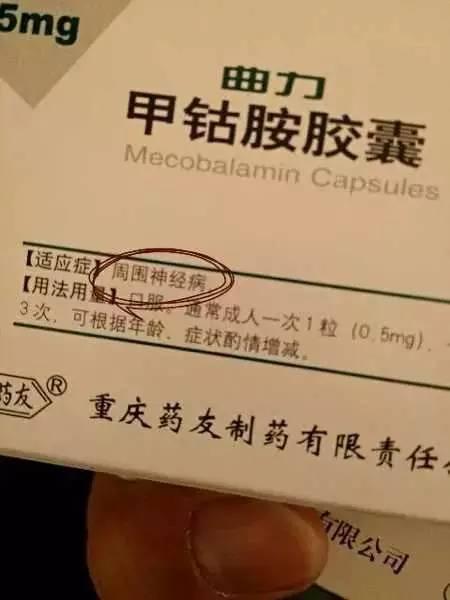 5mg
曲力
甲钴胺胶囊
Mecobalamin Capsules
【适应症】周围神经病
【用法用量】口服。通常成人一次1粒(0.5mg),
3次,可根据年龄、症状酌情增减。
药友® 重庆药友制药有限责任
有限公司